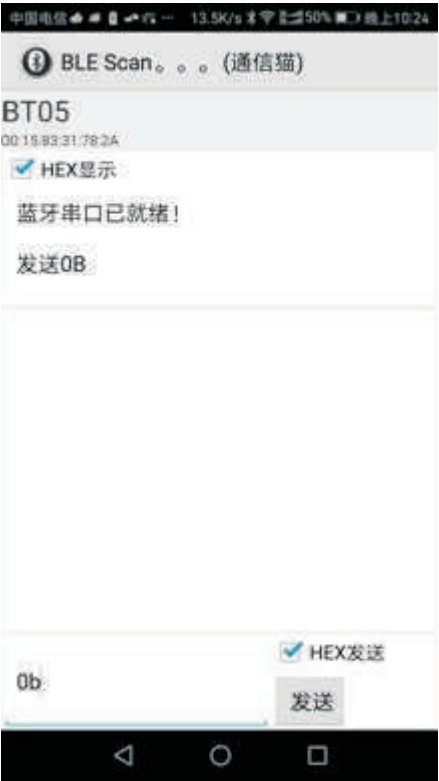 中国电信 13.5K/s 50% 晚上10:24
BLE Scan。。。(通信猫)
BT05
00:15:83:31:78:2A
HEX显示
蓝牙串口已就绪!
发送0B
HEX发送
0b
发送